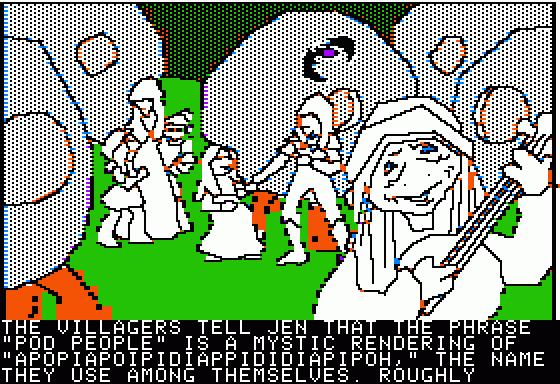 THE VILLAGERS TELL JEN THAT THE PHRASE
"POD PEOPLE" IS A MYSTIC RENDERING OF
"APOPIAPOIPIDIAPPIDIDIAPIPOH," THE NAME
THEY USE AMONG THEMSELVES. ROUGHLY